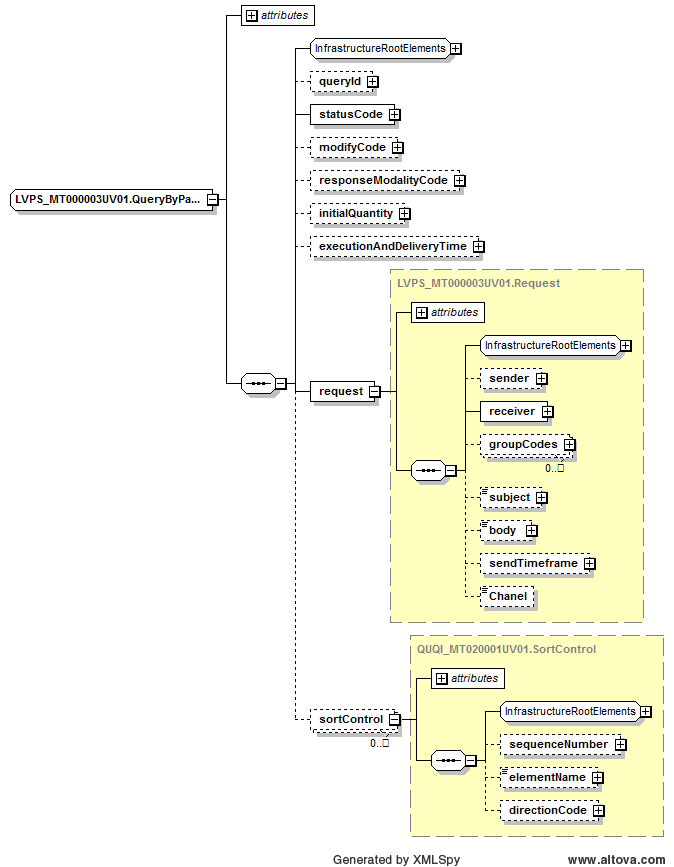 attributes
InfrastructureRootElements
queryId
statusCode
modifyCode
responseModalityCode
LVPS_MT000003UV01.QueryByPa...
initialQuantity
executionAndDeliveryTime
LVPS_MT000003UV01.Request
attributes
InfrastructureRootElements
sender
request
receiver
groupCodes
0..□
subject
body
sendTimeframe
Chanel
QUQI_MT020001UV01.SortControl
attributes
InfrastructureRootElements
sortControl
0..□
sequenceNumber
elementName
directionCode
Generated by XMLSpy www.altova.com